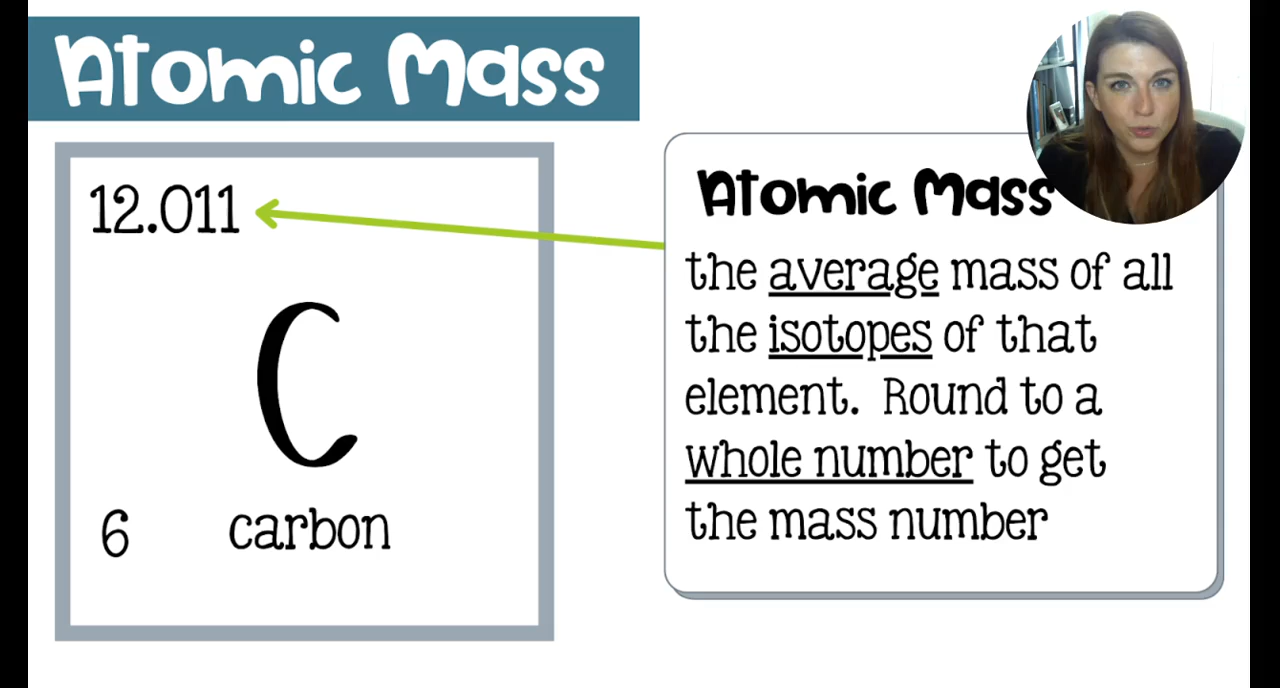 Atomic Mass
12.011
C
6 carbon
Atomic Mass
the average mass of all
the isotopes of that
element. Round to a
whole number to get
the mass number